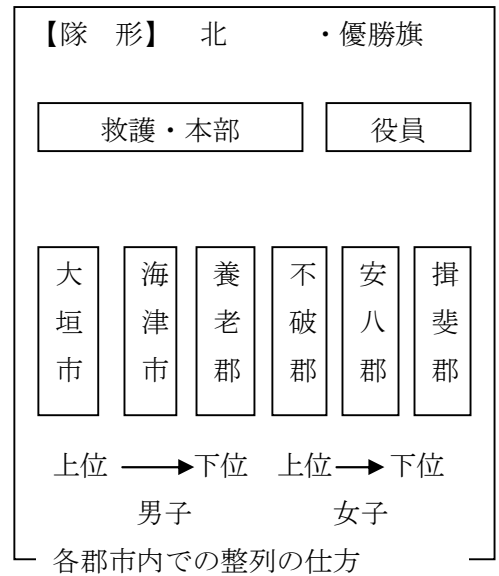 【隊 形】 北 ・優勝旗
救護・本部 役員
大垣市 海津市 養老郡 不破郡 安八郡 揖斐郡
上位 → 下位 上位 → 下位
男子 女子
各郡市内での整列の仕方